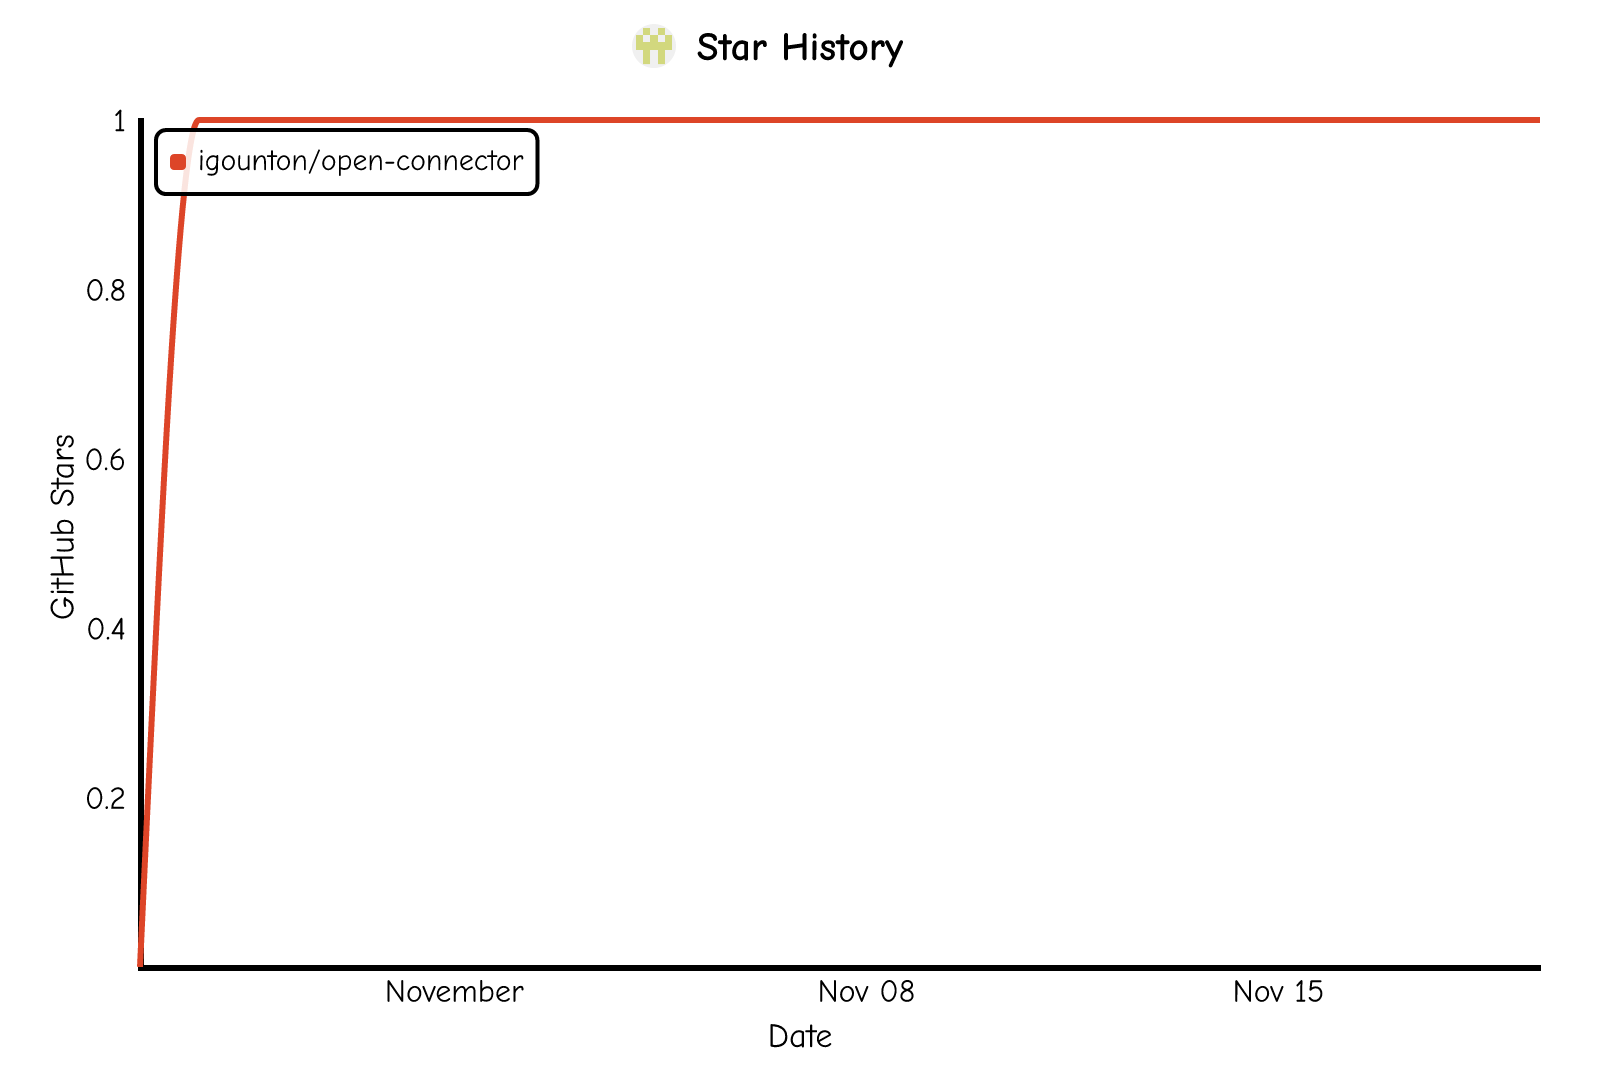 Star History
1
igounton/open-connector
0.8
0.6
0.4
0.2
GitHub Stars
November
Nov 08
Nov 15
Date